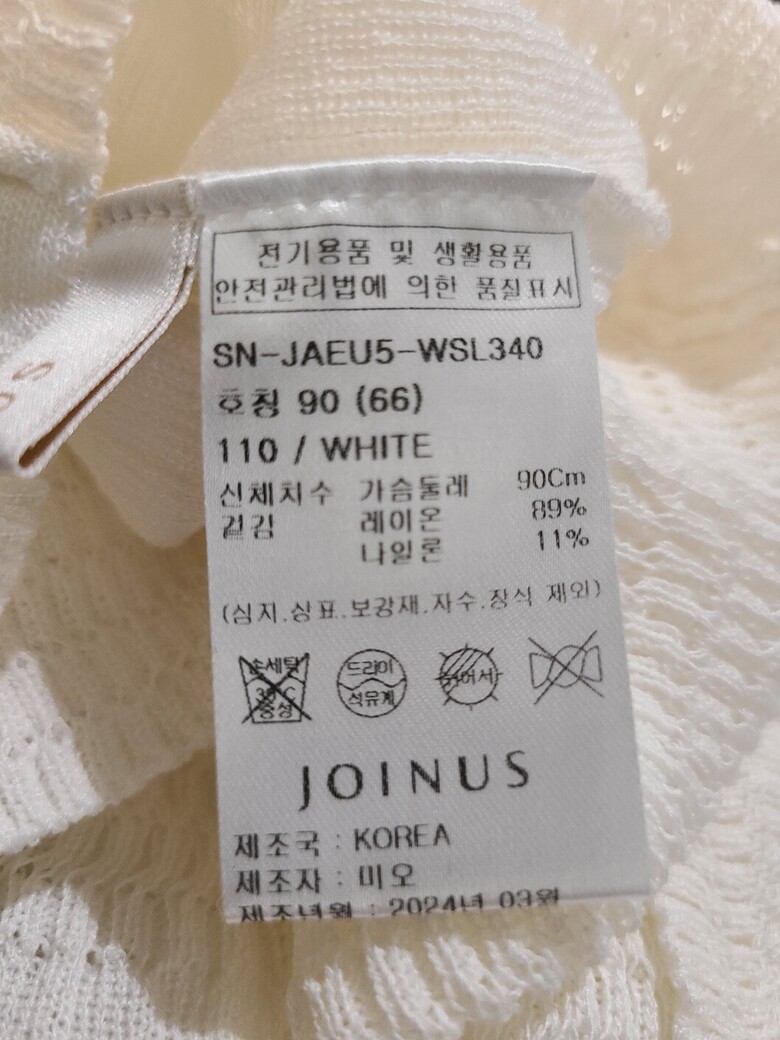 전기용품 및 생활용품
안전관리법에 의한 품질표시
SN-JAEU5-WSL340
호칭 90 (66)
110 / WHITE
신체치수 가슴둘레 90Cm
겉감 레이온 89%
나일론 11%
(심지.상표.보강재.자수.장식 제외)
손세탁
30°C
중성
드라이
석유계
뉘어서
JOINUS
제조국 : KOREA
제조자 : 미오
제조년월 : 2024년 03월